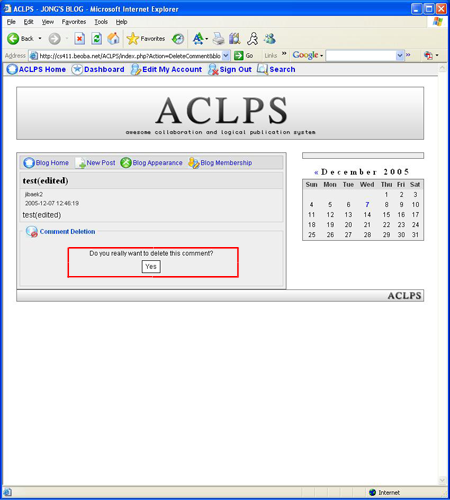 ACLPS - JONG'S BLOG - Microsoft Internet Explorer
File Edit View Favorites Tools Help
Back Search Favorites
Address http://cs411.beoba.net/ACLPS/index.php?Action=DeleteComment&blo Go Links » Google - » Action▾
ACLPS Home Dashboard Edit My Account Sign Out Search
ACLPS
awesome collaboration and logical publication system
Blog Home New Post Blog Appearance Blog Membership
test(edited)
jibaek2
2005-12-07 12:46:19
test(edited)
Comment Deletion
Do you really want to delete this comment?
Yes
« December 2005
Sun Mon Tue Wed Thu Fri Sat
1 2 3
4 5 6 7 8 9 10
11 12 13 14 15 16 17
18 19 20 21 22 23 24
25 26 27 28 29 30 31
ACLPS
Internet